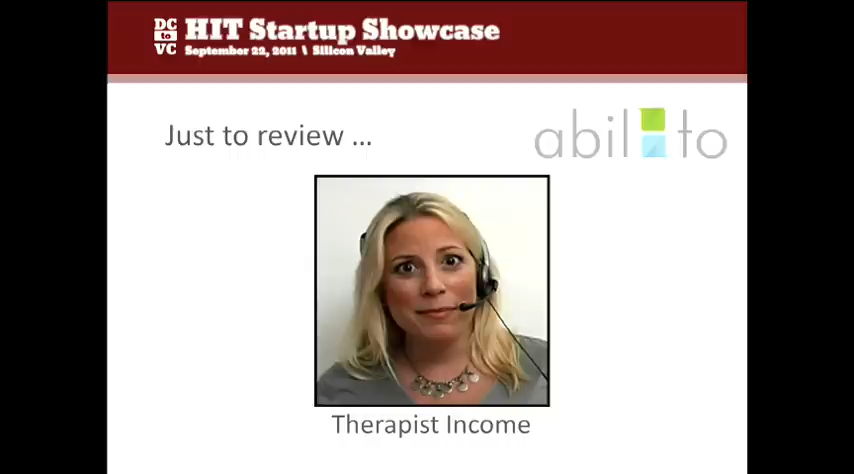 DC to VC
HIT Startup Showcase
September 22, 2011 \ Silicon Valley
Just to review ...
abilto
Therapist Income